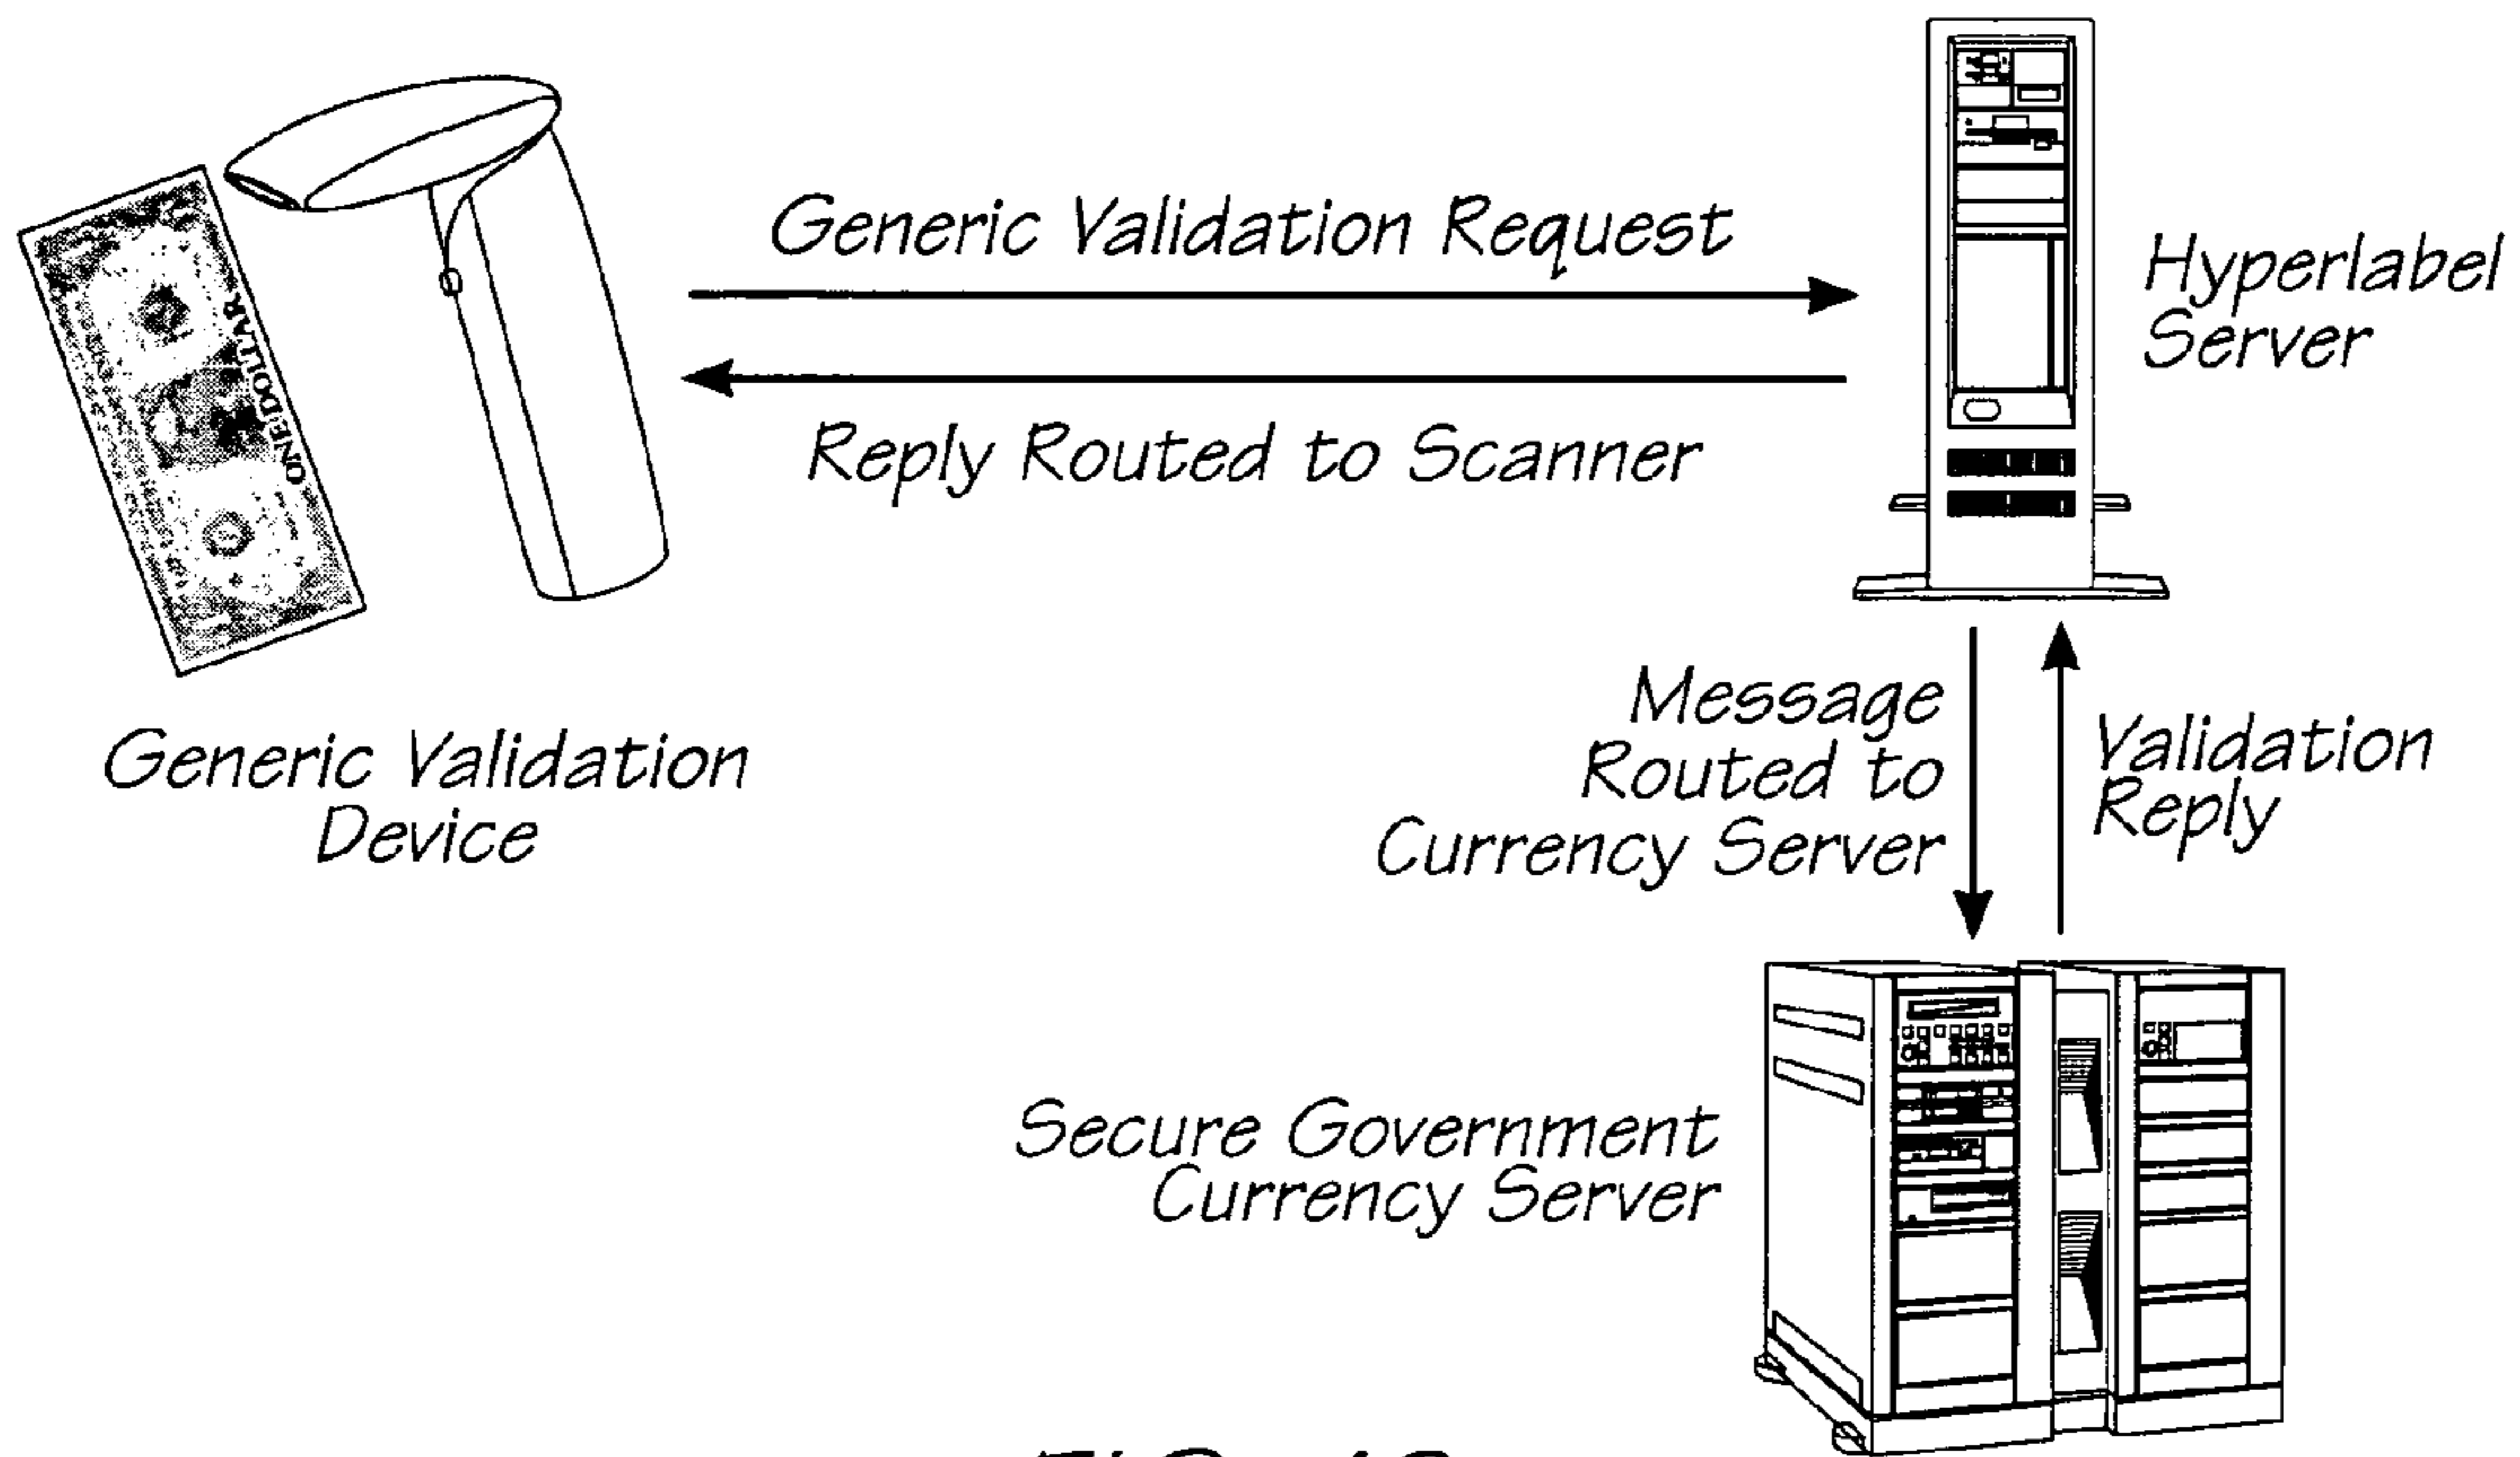 Generic Validation Request
Hyperlabel
Server
ONE DOLLAR
Reply Routed to Scanner
Generic Validation
Device
Message
Routed to
Currency Server
Validation
Reply
Secure Government
Currency Server